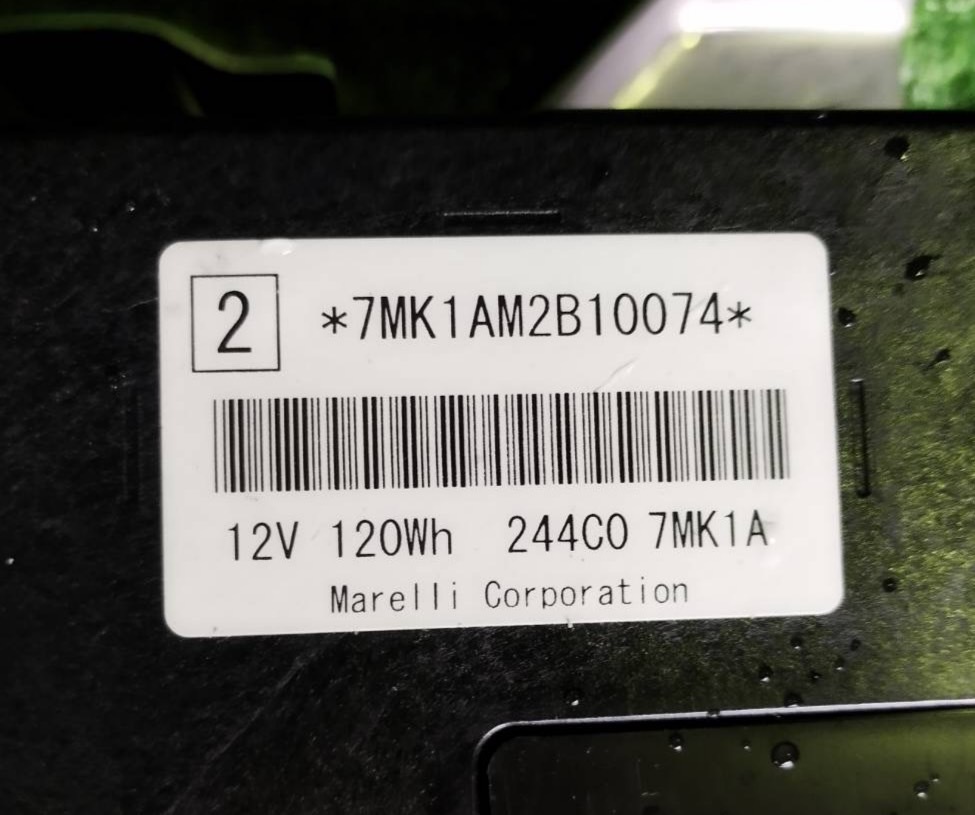 2 *7MK1AM2B10074*
12V 120Wh 244C0 7MK1A
Marelli Corporation